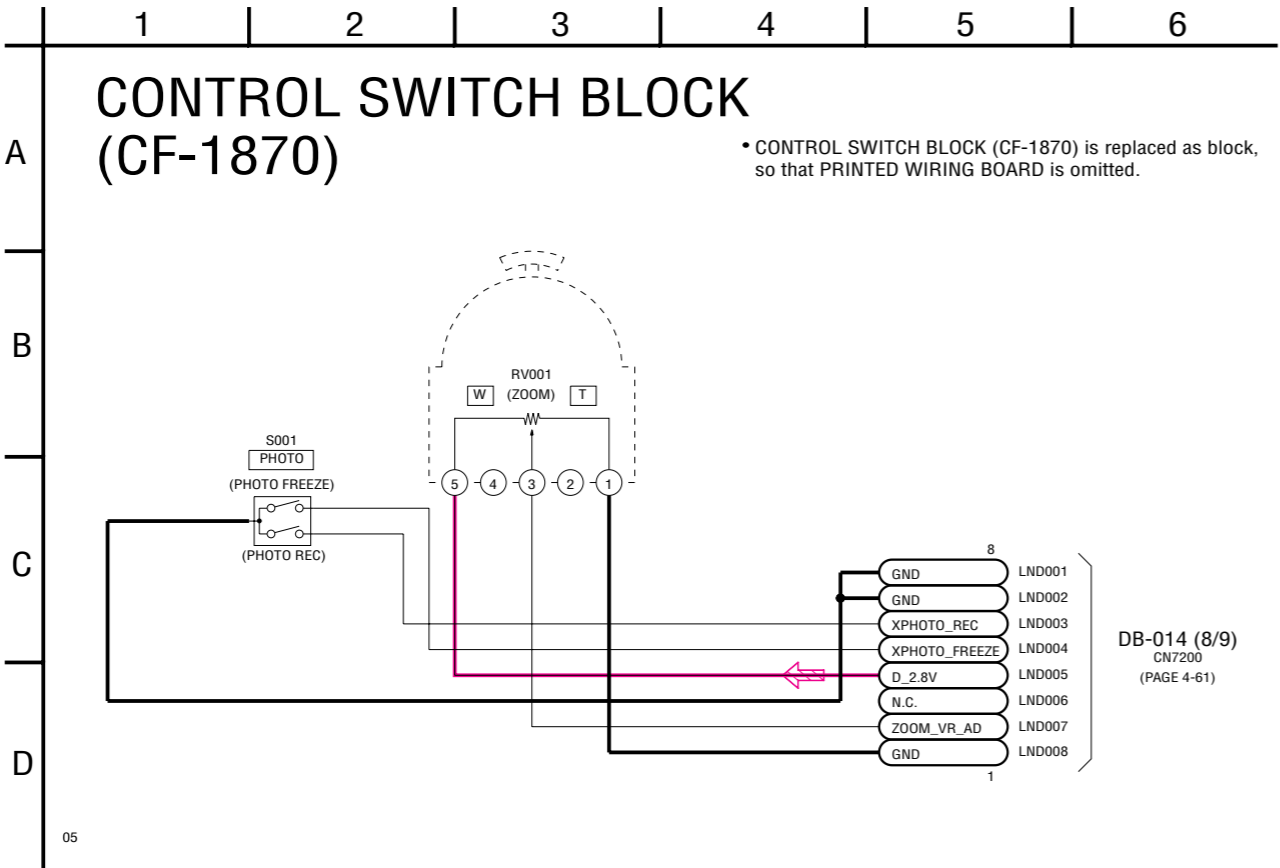 1 2 3 4 5 6
CONTROL SWITCH BLOCK
(CF-1870)
A
• CONTROL SWITCH BLOCK (CF-1870) is replaced as block,
so that PRINTED WIRING BOARD is omitted.
B
RV001
W (ZOOM) T
S001
PHOTO
(PHOTO FREEZE)
5 4 3 2 1
(PHOTO REC)
C
8
GND LND001
GND LND002
XPHOTO_REC LND003
XPHOTO_FREEZE LND004
D_2.8V LND005
N.C. LND006
ZOOM_VR_AD LND007
GND LND008
1
DB-014 (8/9)
CN7200
(PAGE 4-61)
D
05